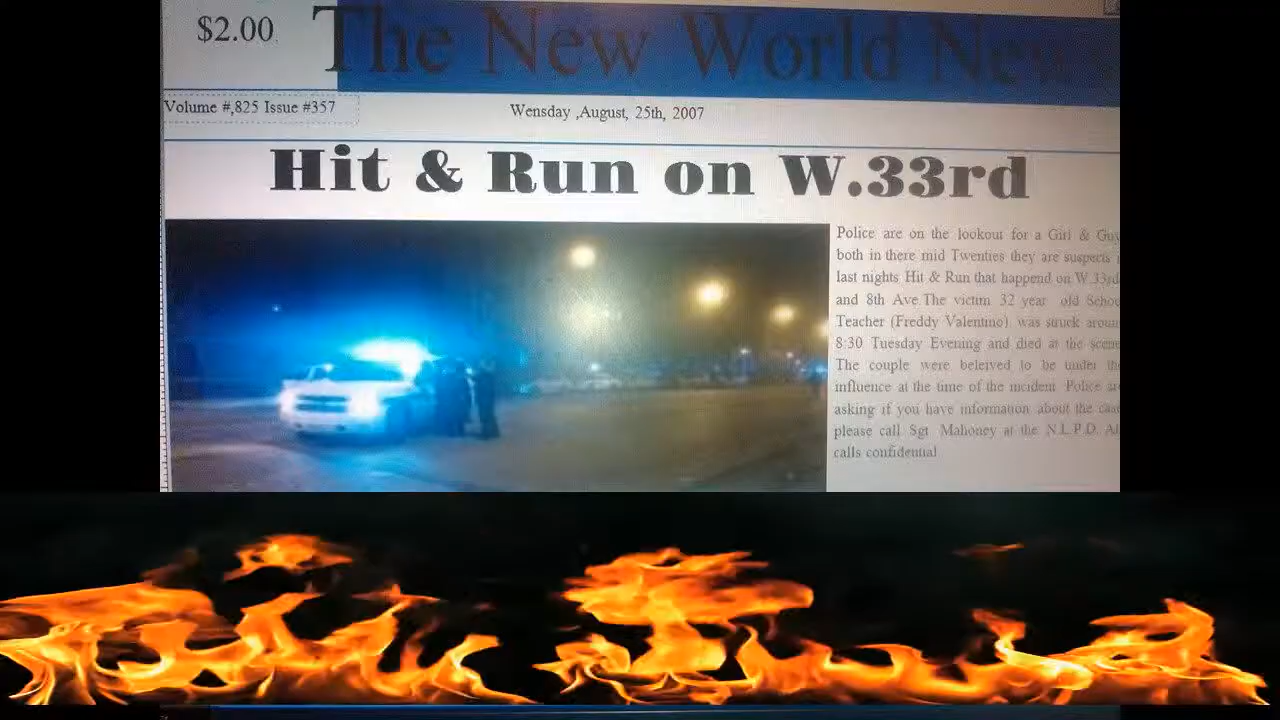 $2.00
The New World
Volume #,825 Issue #357
Wensday ,August, 25th, 2007
Hit & Run on W.33rd
Police are on the lookout for a Girl & Guy
both in there mid Twenties they are suspects
last nights Hit & Run that happend on W.33rd
and 8th Ave.The victim 32 year old
Teacher (Freddy Valentino) was struck
8:30 Tuesday Evening and died at the scene
The couple were beleived to be under the
influence at the time of the incident Police
asking if you have information about the case
please call Sgt Mahoney at the N.L.P.D.
calls confidential